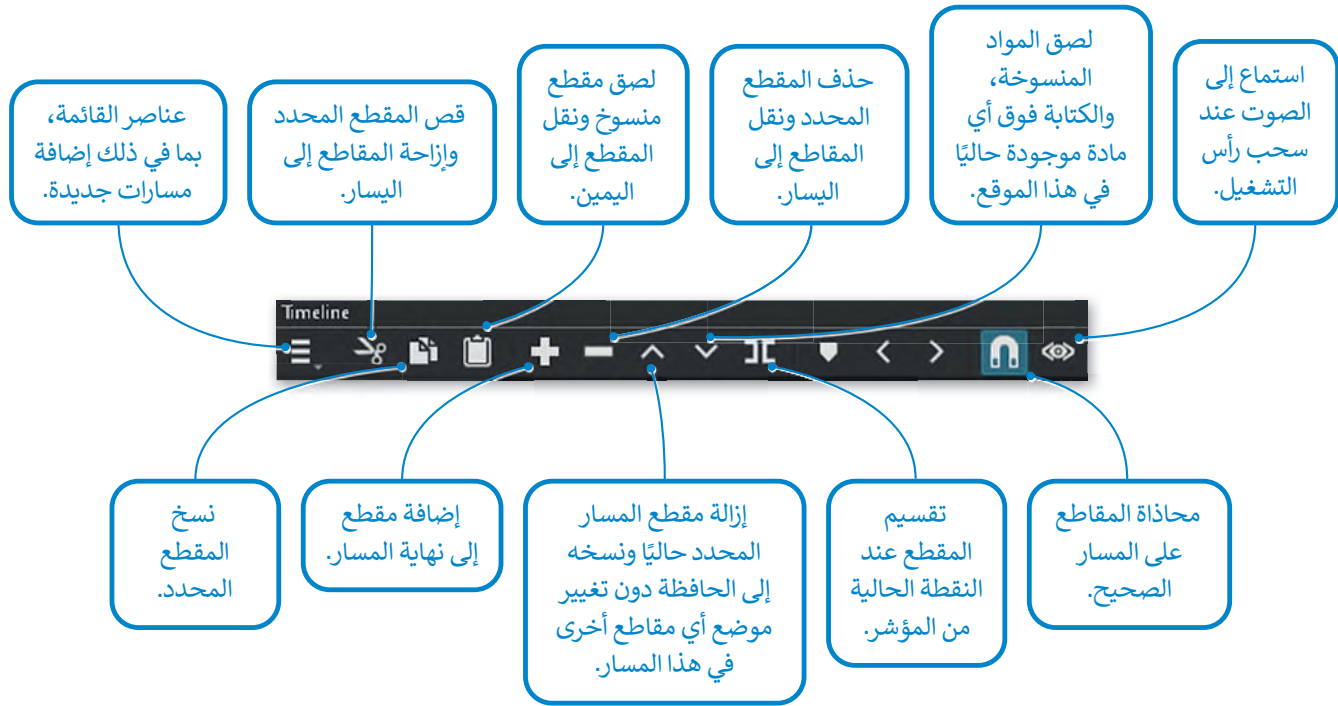 استماع إلى
الصوت عند
سحب رأس
التشغيل.
لصق المواد
المنسوخة،
والكتابة فوق أي
مادة موجودة حاليًا
في هذا الموقع.
حذف المقطع
المحدد ونقل
المقاطع إلى
اليسار.
لصق مقطع
منسوخ ونقل
المقطع إلى
اليمين.
قص المقطع المحدد
وإزاحة المقاطع إلى
اليسار.
عناصر القائمة،
بما في ذلك إضافة
مسارات جديدة.
Timeline
محاذاة المقاطع
على المسار
الصحيح.
تقسيم
المقطع عند
النقطة الحالية
من المؤشر.
إزالة مقطع المسار
المحدد حاليًا ونسخه
إلى الحافظة دون تغيير
موضع أي مقاطع أخرى
في هذا المسار.
إضافة مقطع
إلى نهاية المسار.
نسخ
المقطع
المحدد.